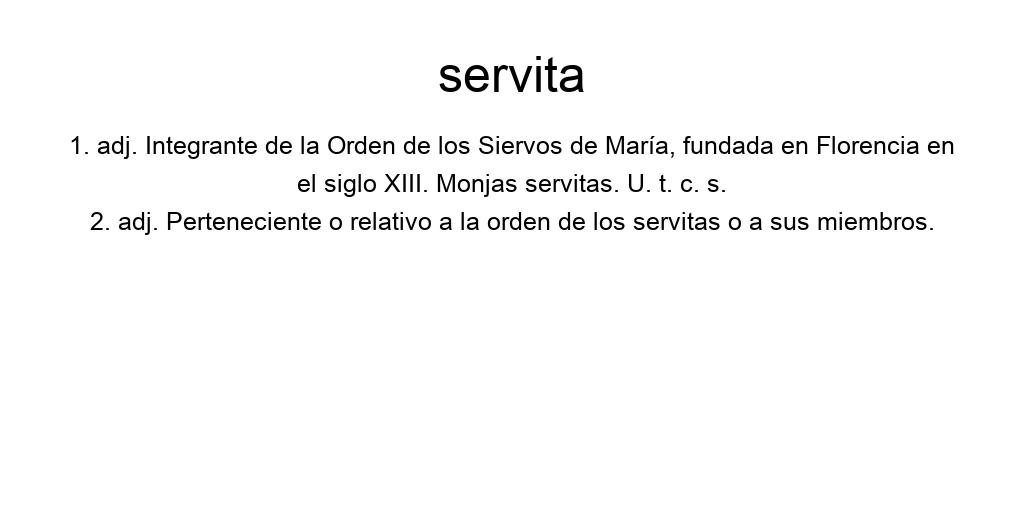 servita
1. adj. Integrante de la Orden de los Siervos de María, fundada en Florencia en
el siglo XIII. Monjas servitas. U. t. c. s.
2. adj. Perteneciente o relativo a la orden de los servitas o a sus miembros.